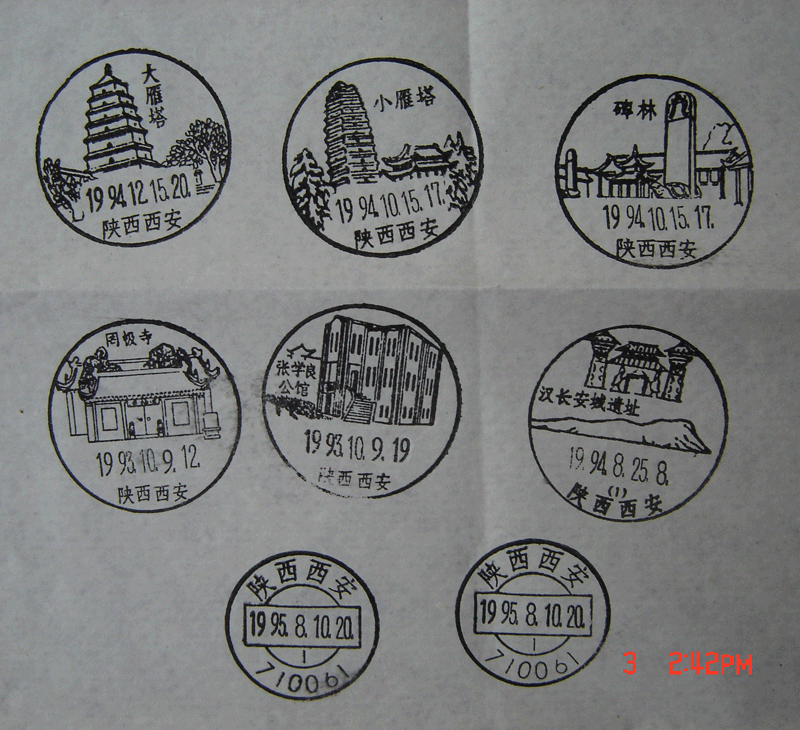 大雁塔
1994.12.15.20.
陕西西安
小雁塔
1994.10.15.17.
陕西西安
碑林
1994.10.15.17.
陕西西安
罔极寺
1993.10.9.12.
陕西西安
张学良
公馆
1993.10.9.19
陕西西安
汉长安城遗址
1994.8.25.8.
(1)
陕西西安
陕西西安
1995.8.10.20.
1
710061
陕西西安
1995.8.10.20.
1
710061
3 2:42PM